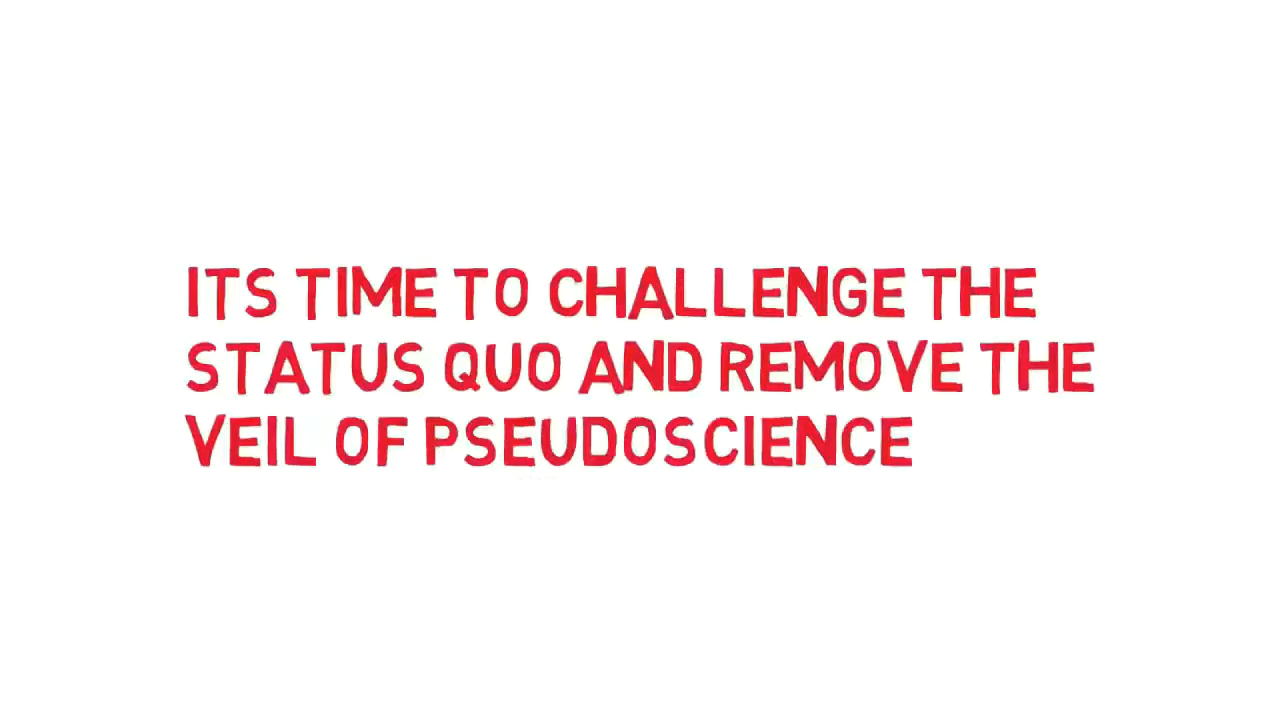 ITS TIME TO CHALLENGE THE
STATUS QUO AND REMOVE THE
VEIL OF PSEUDOSCIENCE